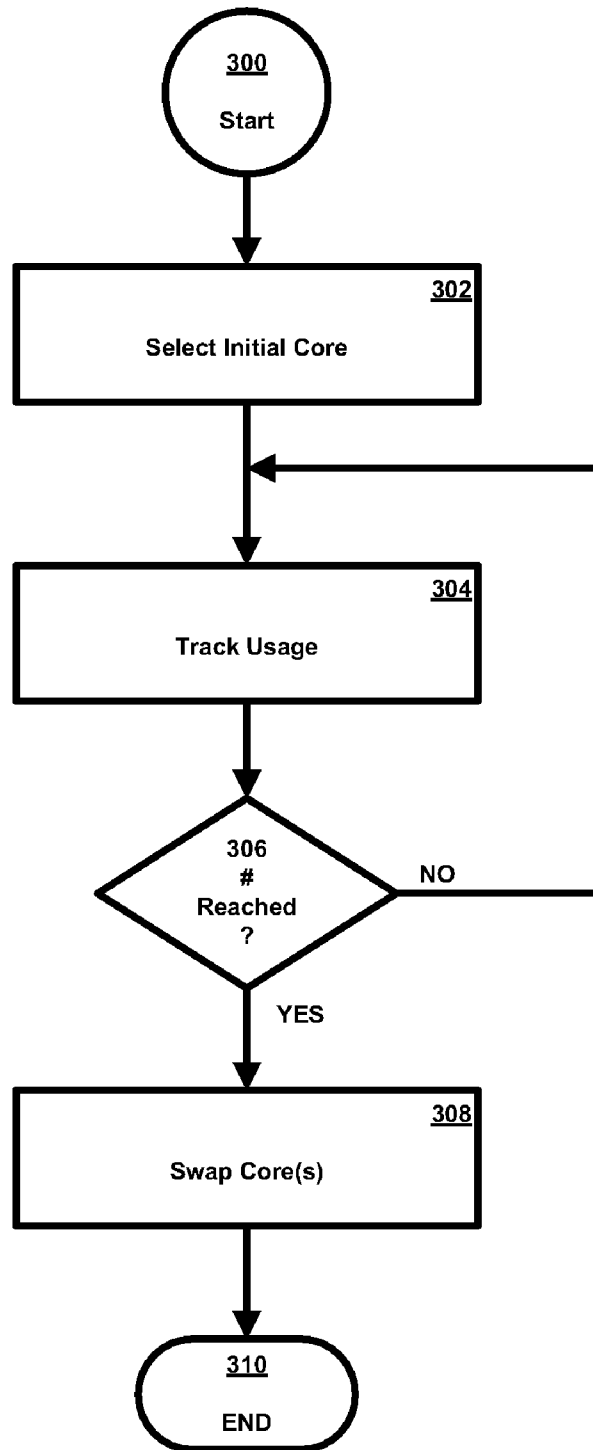 300
Start
302
Select Initial Core
304
Track Usage
306
#
Reached
?
NO
YES
308
Swap Core(s)
310
END